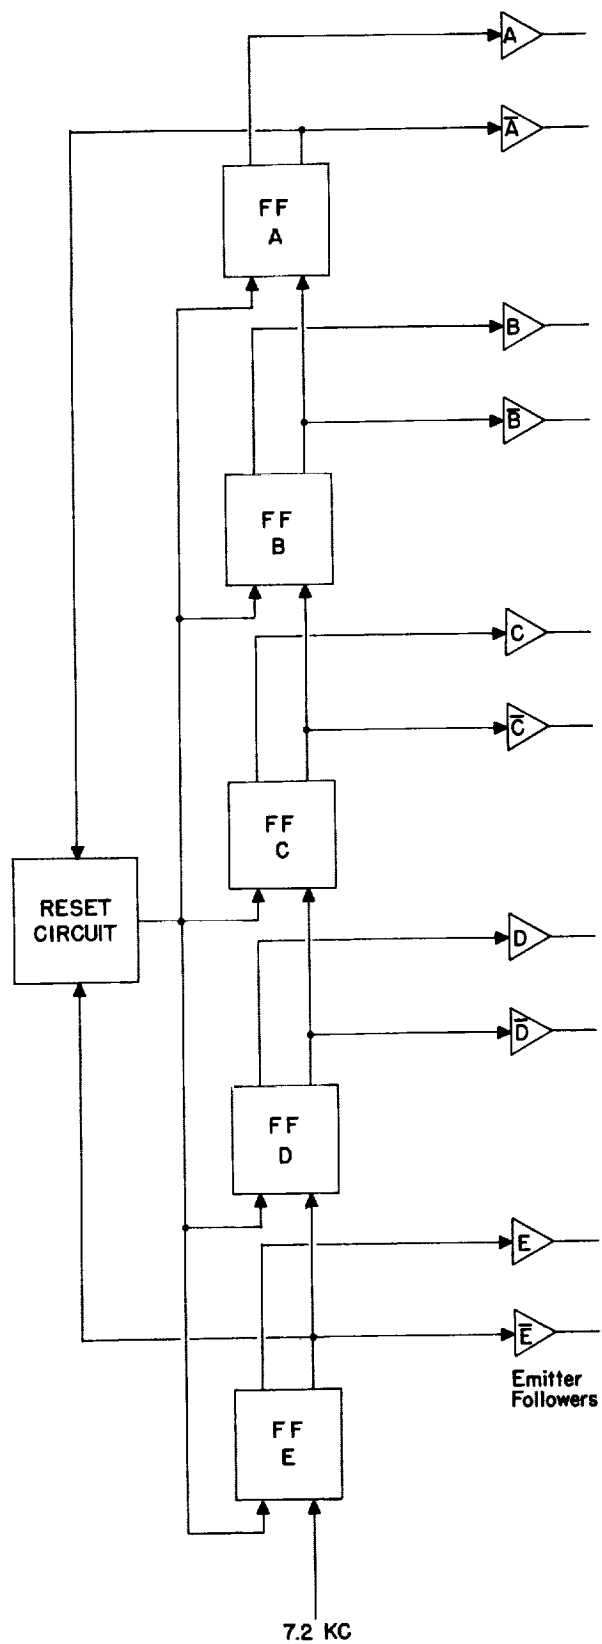 A
A̅
FF
A
B
B̅
FF
B
C
C̅
FF
C
RESET
CIRCUIT
D
D̅
FF
D
E
E̅
Emitter
Followers
FF
E
7.2 KC